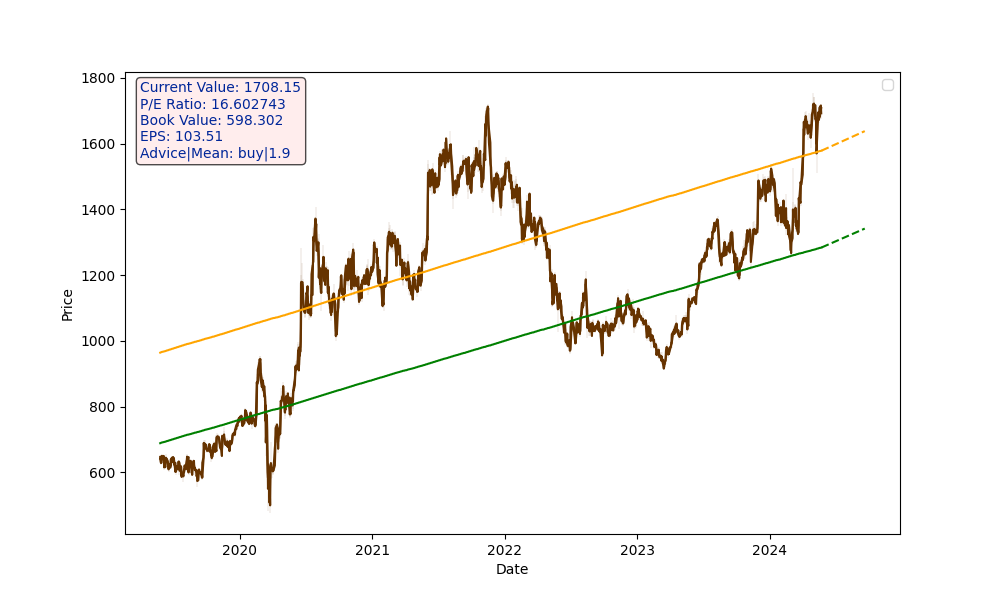 Current Value: 1708.15
P/E Ratio: 16.602743
Book Value: 598.302
EPS: 103.51
Advice|Mean: buy|1.9
1800
1600
1400
1200
1000
800
600
Price
2020 2021 2022 2023 2024
Date